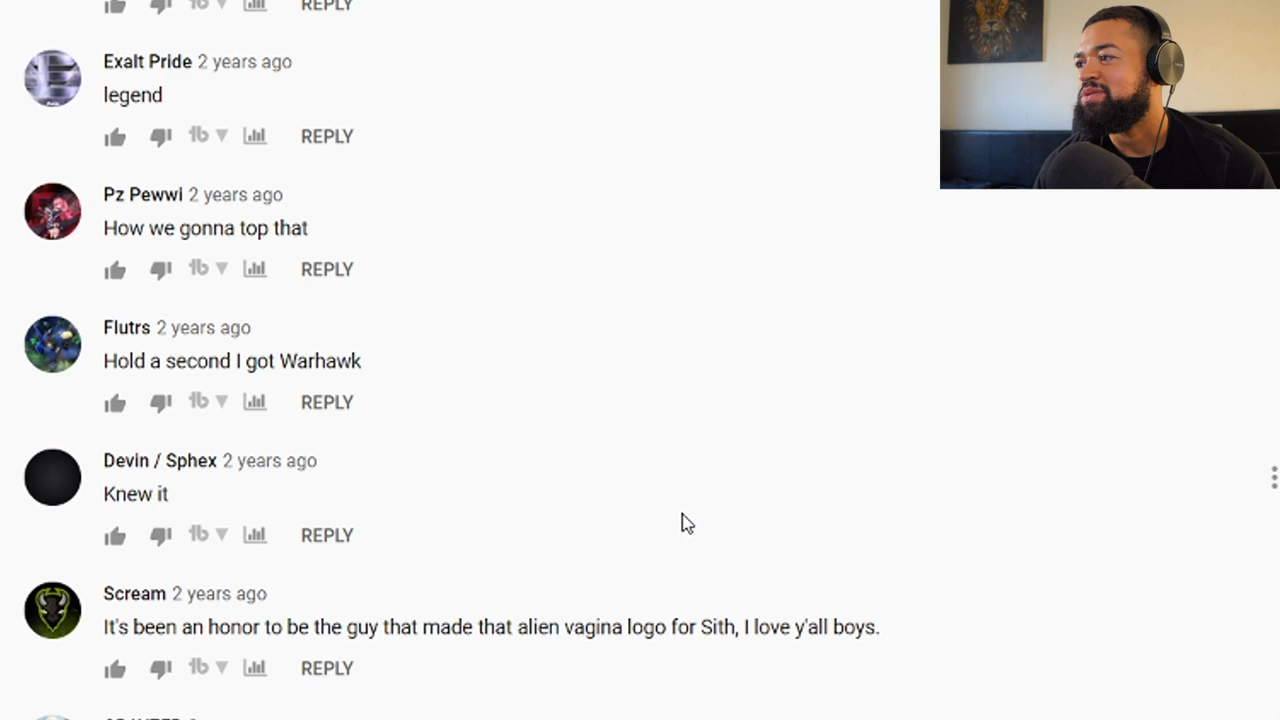 REPLY
Exalt Pride 2 years ago
legend
REPLY
Pz Pewwi 2 years ago
How we gonna top that
REPLY
Flutrs 2 years ago
Hold a second I got Warhawk
REPLY
Devin / Sphex 2 years ago
Knew it
REPLY
Scream 2 years ago
It's been an honor to be the guy that made that alien vagina logo for Sith, I love y'all boys.
REPLY